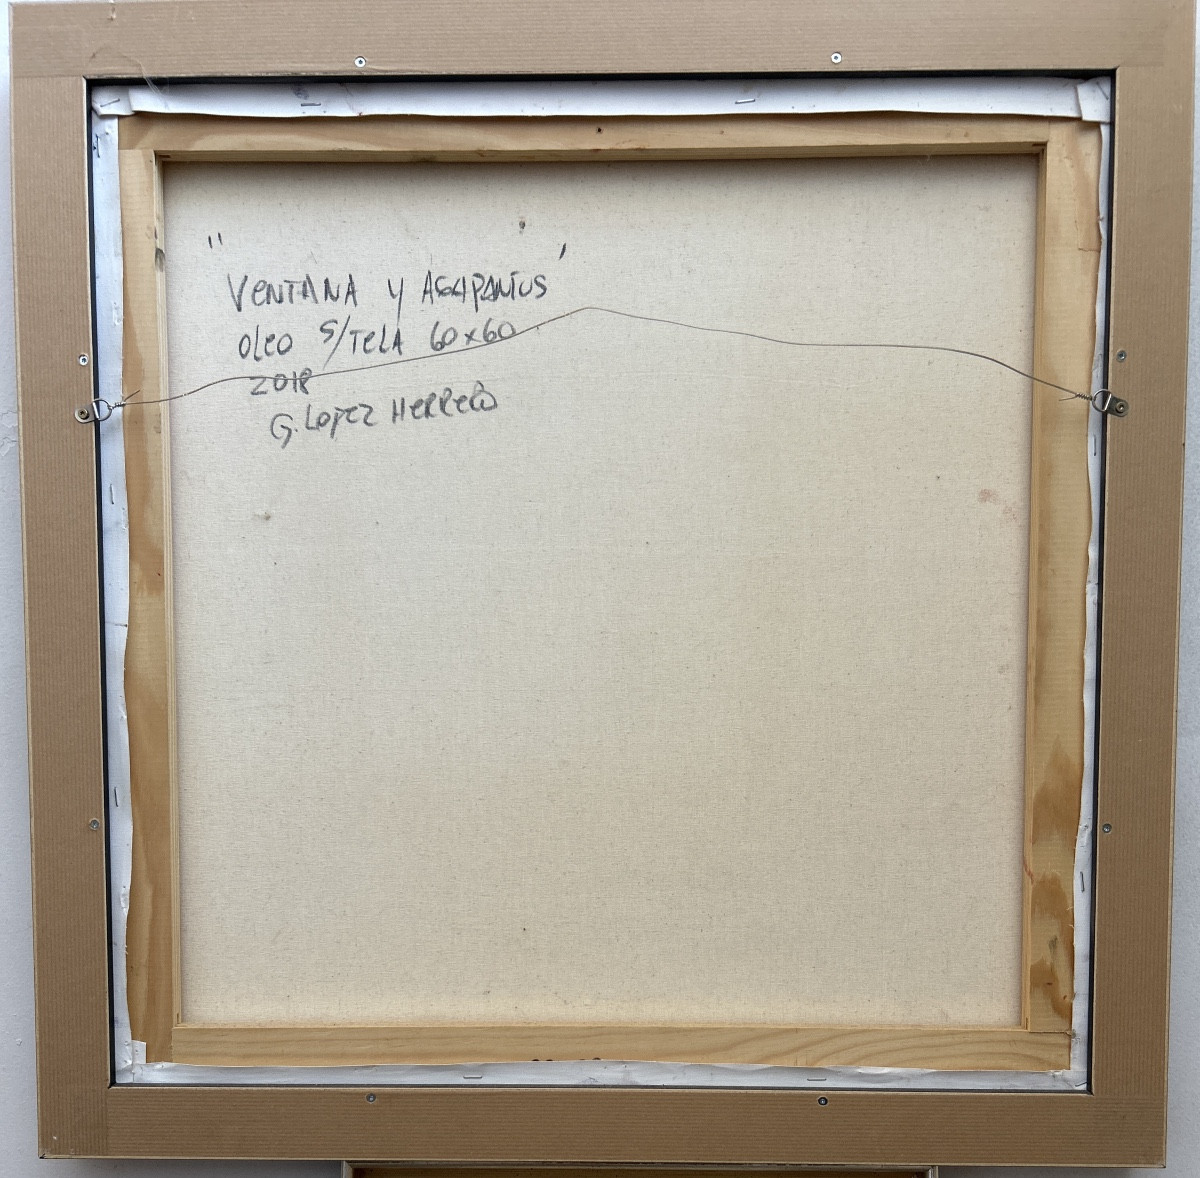 "VENTANA Y AGAPANTUS"
OLEO S/TELA 60x60
2018
G. LOPEZ HERRERO